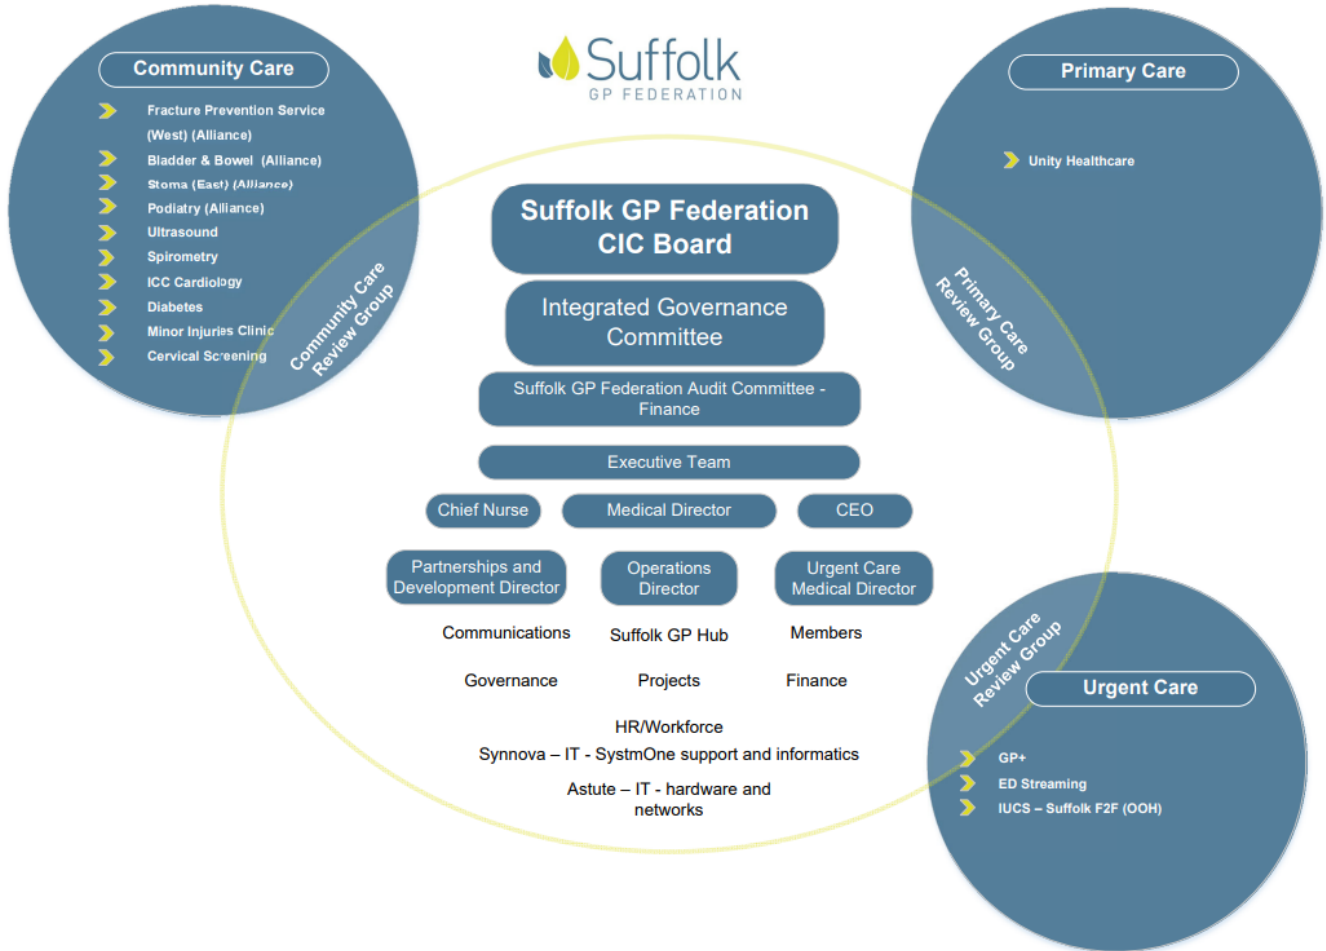 Suffolk
GP FEDERATION
Community Care
Fracture Prevention Service
(West) (Alliance)
Bladder & Bowel (Alliance)
Stoma (East) (Alliance)
Podiatry (Alliance)
Ultrasound
Spirometry
ICC Cardiology
Diabetes
Minor Injuries Clinic
Cervical Screening
Community Care
Review Group
Primary Care
Unity Healthcare
Primary Care
Review Group
Suffolk GP Federation
CIC Board
Integrated Governance
Committee
Suffolk GP Federation Audit Committee -
Finance
Executive Team
Chief Nurse
Medical Director
CEO
Partnerships and
Development Director
Operations
Director
Urgent Care
Medical Director
Communications
Suffolk GP Hub
Members
Governance
Projects
Finance
HR/Workforce
Synnova – IT - SystmOne support and informatics
Astute – IT - hardware and
networks
Urgent Care
Review Group
Urgent Care
GP+
ED Streaming
IUCS – Suffolk F2F (OOH)